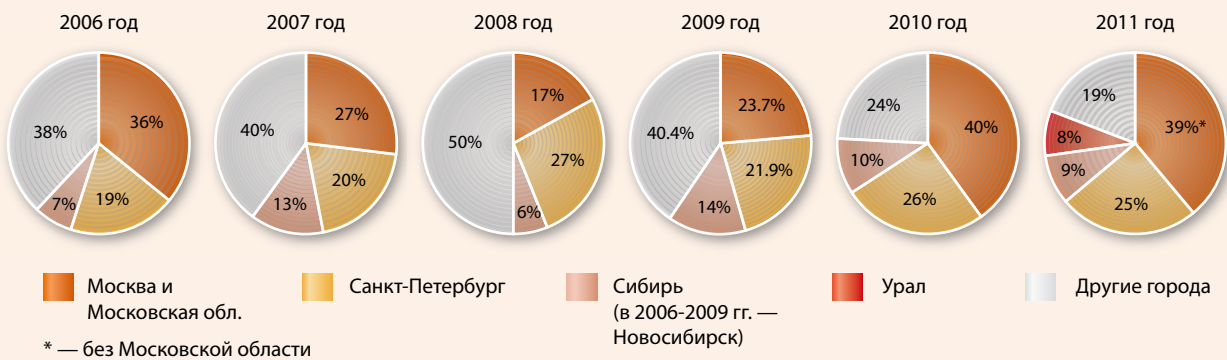 2006 год
2007 год
2008 год
2009 год
2010 год
2011 год
38%
36%
7%
19%
40%
27%
13%
20%
50%
17%
6%
27%
40.4%
23.7%
14%
21.9%
24%
40%
10%
26%
19%
39%*
8%
9%
25%
Москва и
Московская обл.
Санкт-Петербург
Сибирь
(в 2006-2009 гг. —
Новосибирск)
Урал
Другие города
* — без Московской области